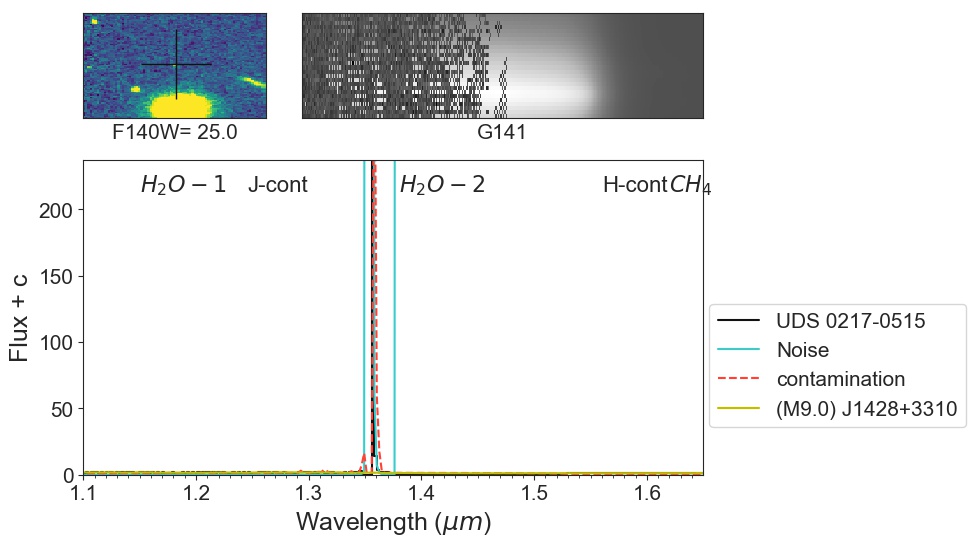 F140W= 25.0
G141
H₂O − 1 J-cont H₂O − 2 H-cont CH₄
200
150
100
50
0
Flux + c
1.1 1.2 1.3 1.4 1.5 1.6
Wavelength (μm)
UDS 0217-0515
Noise
contamination
(M9.0) J1428+3310